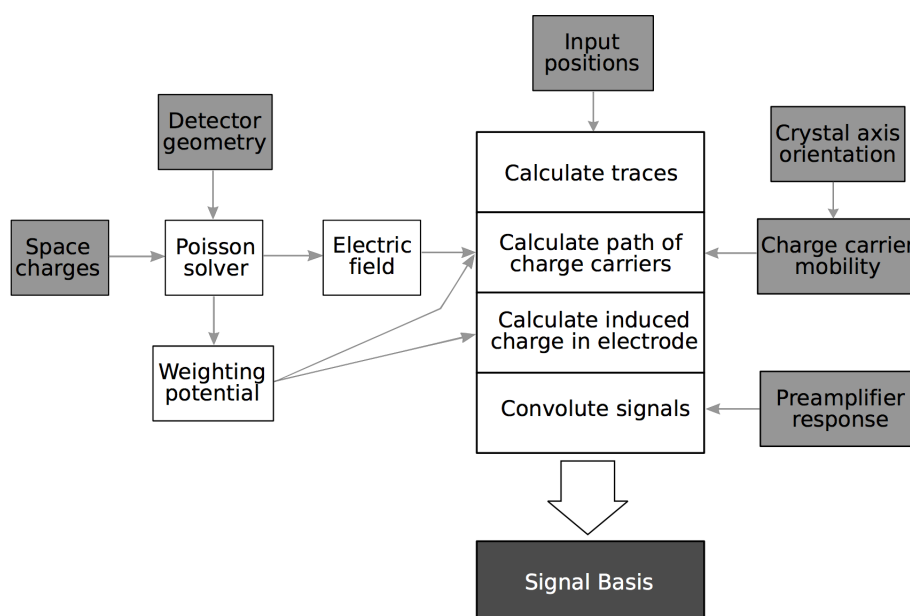 Input
positions
Detector
geometry
Crystal axis
orientation
Calculate traces
Space
charges
Poisson
solver
Electric
field
Calculate path of
charge carriers
Charge carrier
mobility
Calculate induced
charge in electrode
Weighting
potential
Convolute signals
Preamplifier
response
Signal Basis